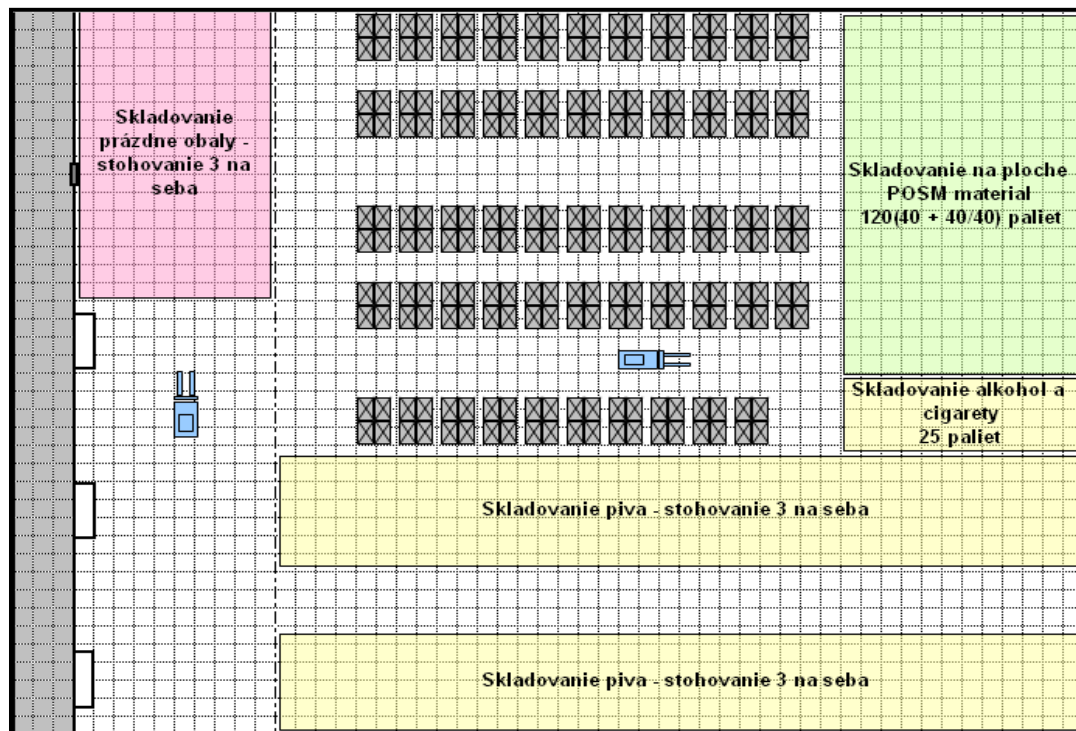 Skladovanie
prázdne obaly -
stohovanie 3 na
seba
Skladovanie na ploche
POSM material
120(40 + 40/40) paliet
Skladovanie alkohol a
cigarety
25 paliet
Skladovanie piva - stohovanie 3 na seba
Skladovanie piva - stohovanie 3 na seba